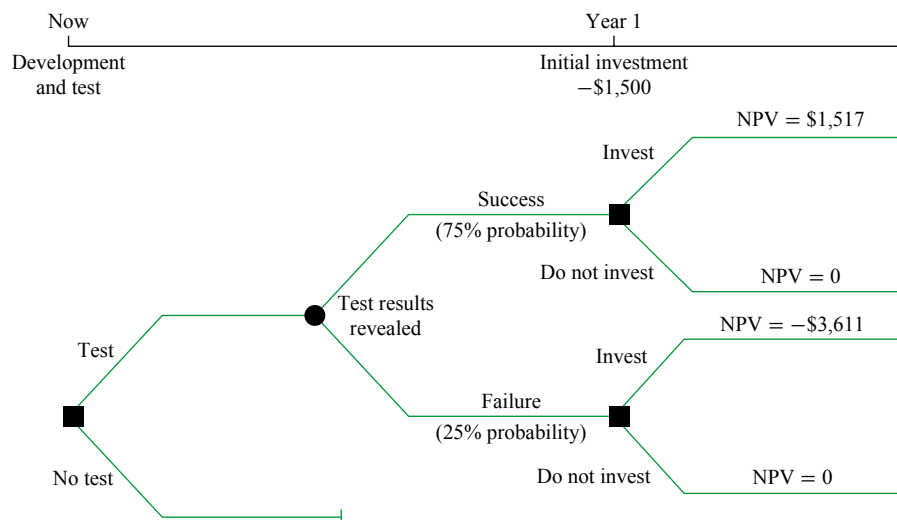 Now
Year 1
Development
and test
Initial investment
−$1,500
NPV = $1,517
Invest
Success
(75% probability)
Do not invest
NPV = 0
Test results
revealed
NPV = −$3,611
Test
Invest
Failure
(25% probability)
No test
Do not invest
NPV = 0